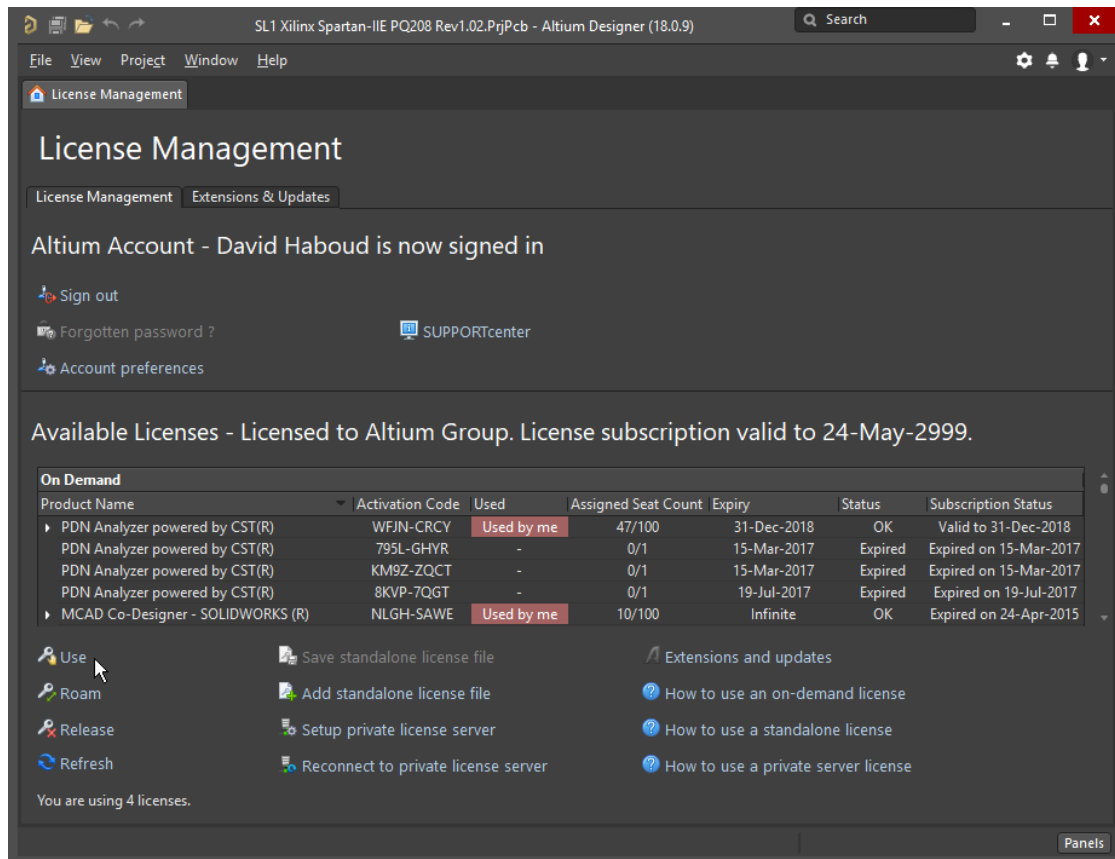 SL1 Xilinx Spartan-IIE PQ208 Rev1.02.PrjPcb - Altium Designer (18.0.9)
Search
File View Project Window Help
License Management
License Management
License Management Extensions & Updates
Altium Account - David Haboud is now signed in
Sign out
Forgotten password ? SUPPORTcenter
Account preferences
Available Licenses - Licensed to Altium Group. License subscription valid to 24-May-2999.
On Demand
Product Name Activation Code Used Assigned Seat Count Expiry Status Subscription Status
PDN Analyzer powered by CST(R) WFJN-CRCY Used by me 47/100 31-Dec-2018 OK Valid to 31-Dec-2018
PDN Analyzer powered by CST(R) 795L-GHYR - 0/1 15-Mar-2017 Expired Expired on 15-Mar-2017
PDN Analyzer powered by CST(R) KM9Z-ZQCT - 0/1 15-Mar-2017 Expired Expired on 15-Mar-2017
PDN Analyzer powered by CST(R) 8KVP-7QGT - 0/1 19-Jul-2017 Expired Expired on 19-Jul-2017
MCAD Co-Designer - SOLIDWORKS (R) NLGH-SAWE Used by me 10/100 Infinite OK Expired on 24-Apr-2015
Use Save standalone license file Extensions and updates
Roam Add standalone license file How to use an on-demand license
Release Setup private license server How to use a standalone license
Refresh Reconnect to private license server How to use a private server license
You are using 4 licenses.
Panels